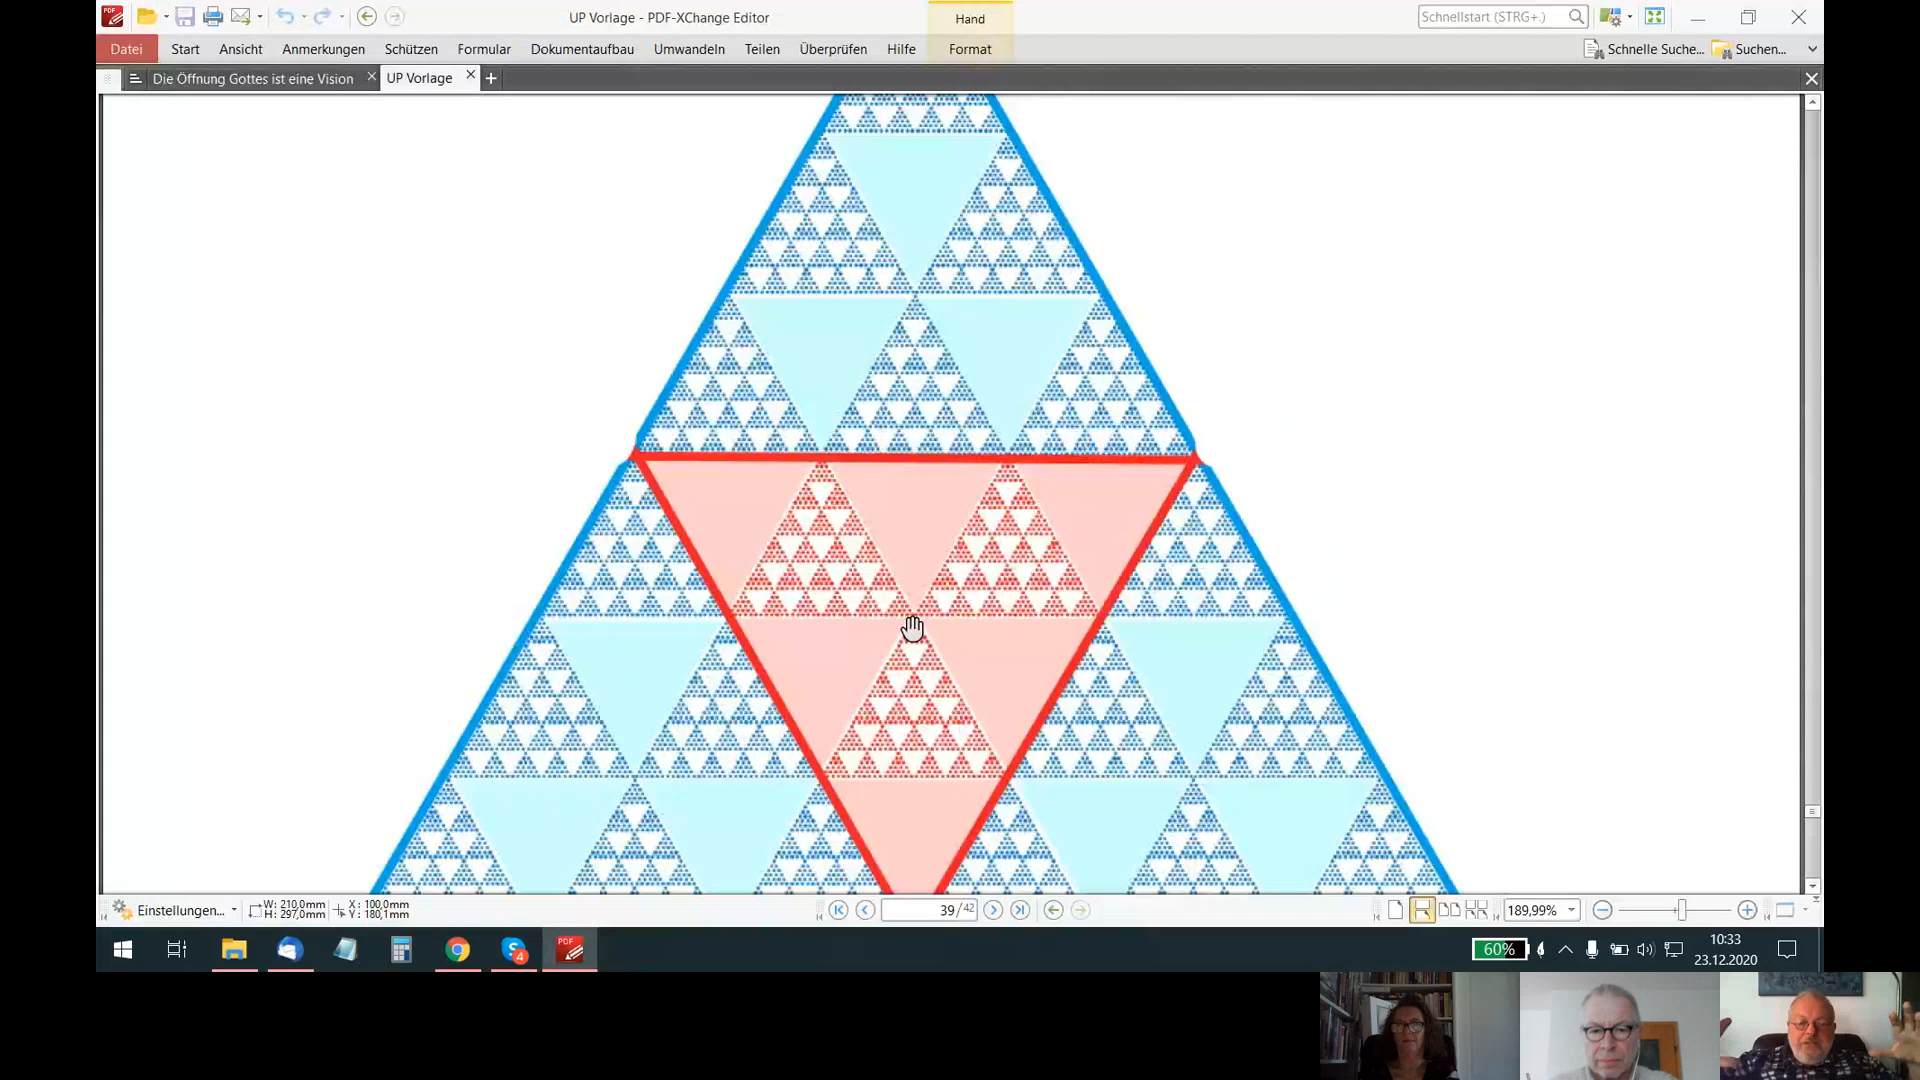 UP Vorlage - PDF-XChange Editor
Hand
Schnellstart (STRG+.)
Datei Start Ansicht Anmerkungen Schützen Formular Dokumentaufbau Umwandeln Teilen Überprüfen Hilfe Format
Schnelle Suche... Suchen...
Die Öffnung Gottes ist eine Vision UP Vorlage
Einstellungen...
W: 210,0mm
H: 297,0mm
X: 100,0mm
Y: 180,1mm
39 /42
189,99%
PDF
4
60%
10:33
23.12.2020